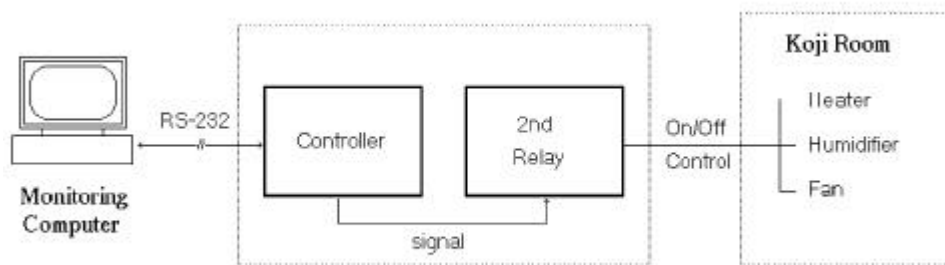 Monitoring
Computer
RS-232
Controller
signal
2nd
Relay
On/Off
Control
Koji Room
Heater
Humidifier
Fan